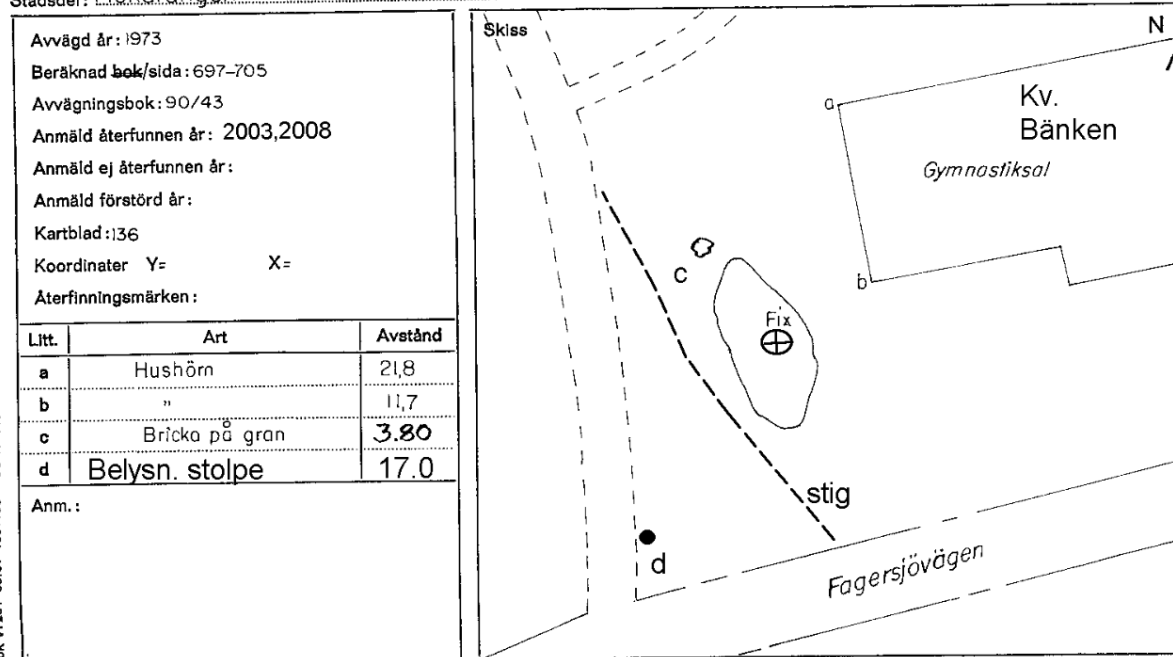 Stadsdel:
Avvägd år: 1973
Beräknad bok/sida: 697-705
Avvägningsbok: 90/43
Anmäld återfunnen år: 2003,2008
Anmäld ej återfunnen år:
Anmäld förstörd år:
Kartblad: 136
Koordinater Y= X=
Återfinningsmärken:
Litt. Art Avstånd
a Hushörn 21,8
b " 11,7
c Bricka på gran 3.80
d Belysn. stolpe 17.0
Anm.:
Skiss
N
a
Kv.
Bänken
Gymnastiksal
c
b
Fix
stig
d
Fagersjövägen